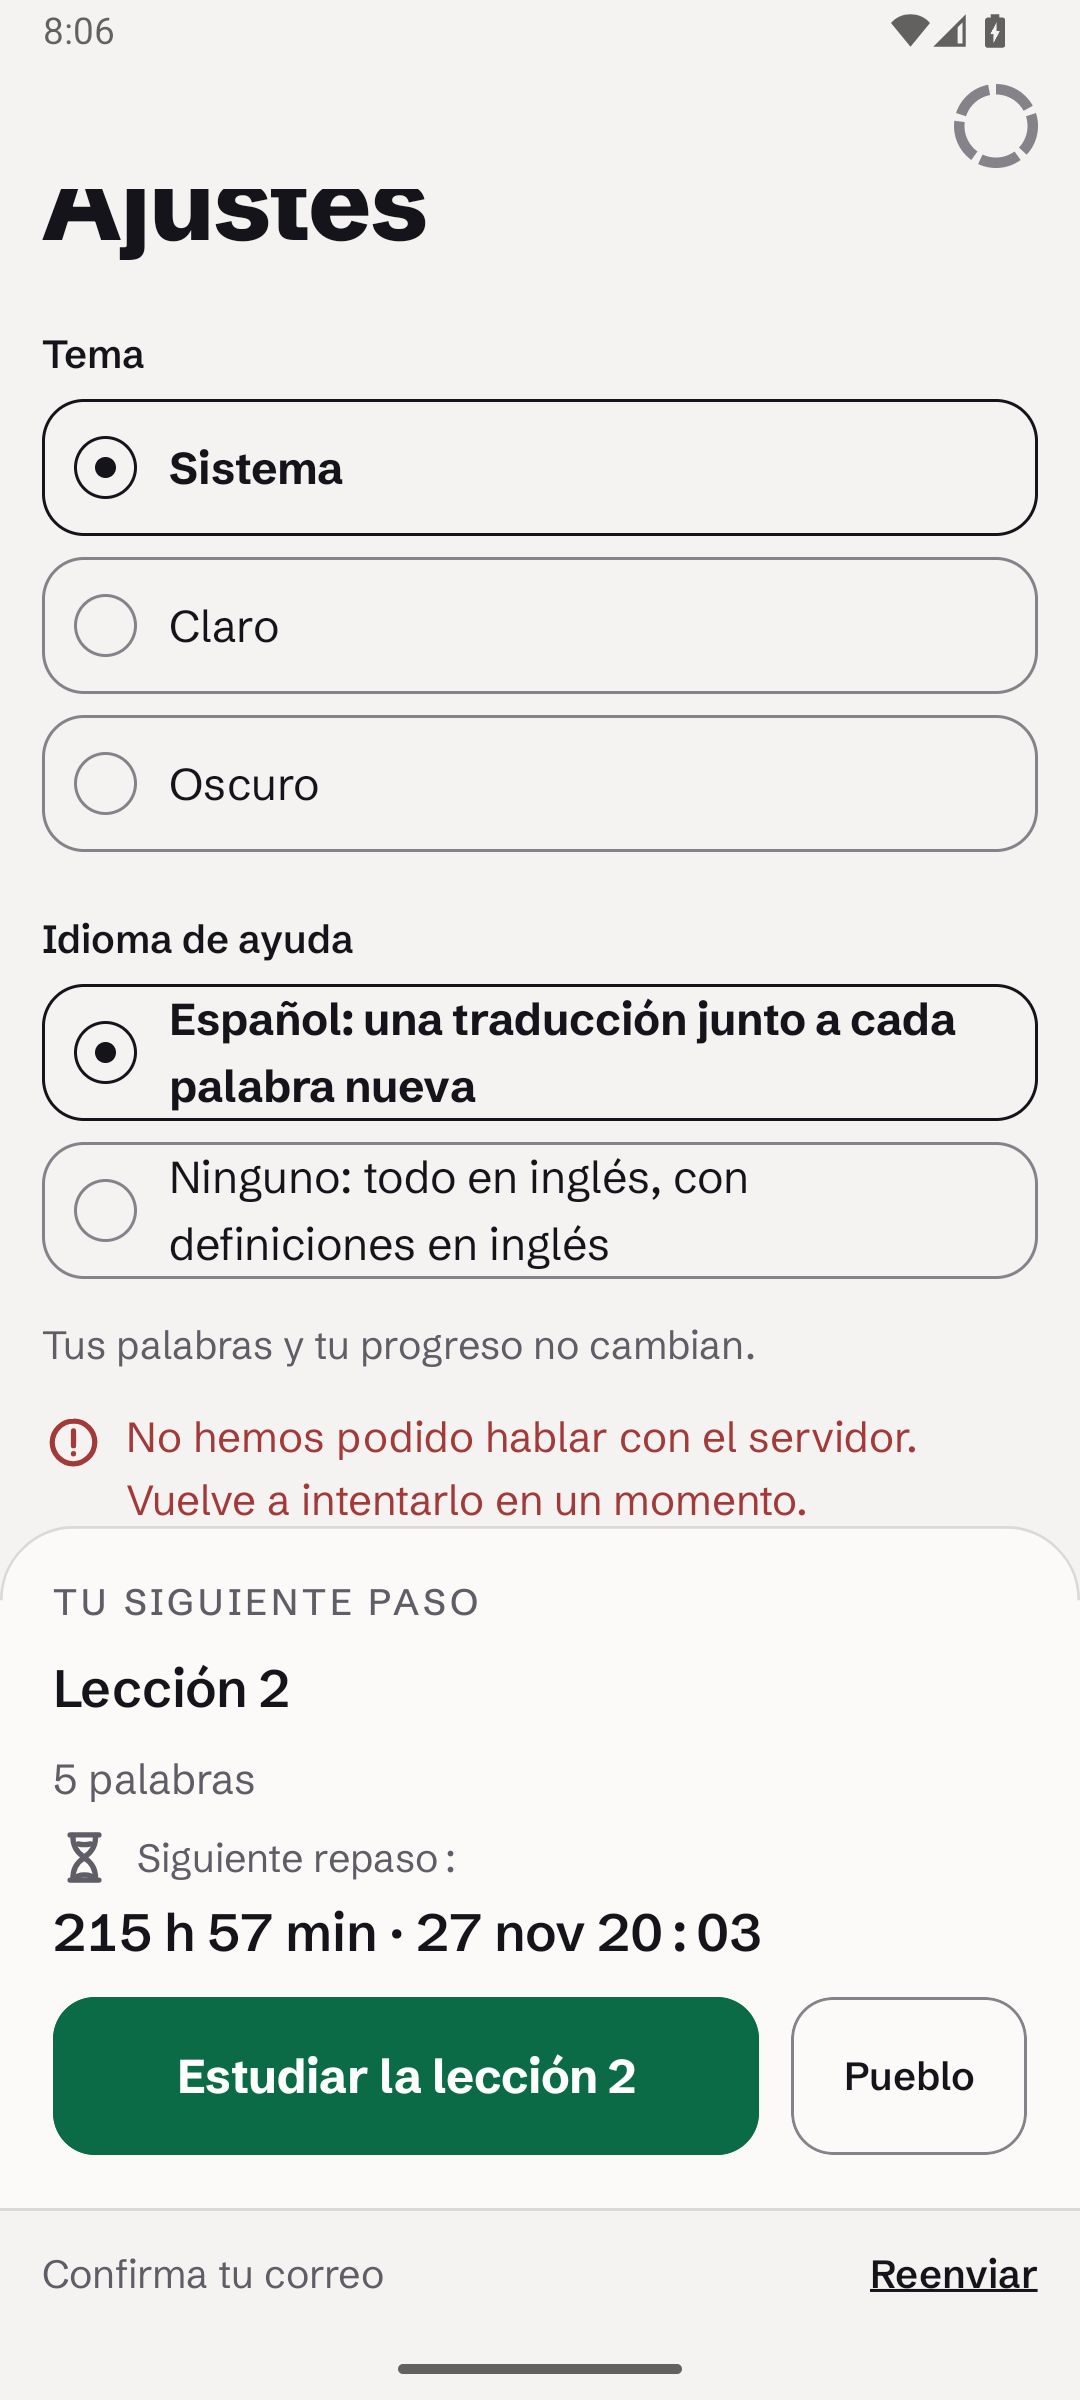 8:06
Ajustes
Tema
Sistema
Claro
Oscuro
Idioma de ayuda
Español: una traducción junto a cada
palabra nueva
Ninguno: todo en inglés, con
definiciones en inglés
Tus palabras y tu progreso no cambian.
No hemos podido hablar con el servidor.
Vuelve a intentarlo en un momento.
TU SIGUIENTE PASO
Lección 2
5 palabras
Siguiente repaso:
215 h 57 min · 27 nov 20:03
Estudiar la lección 2
Pueblo
Confirma tu correo
Reenviar